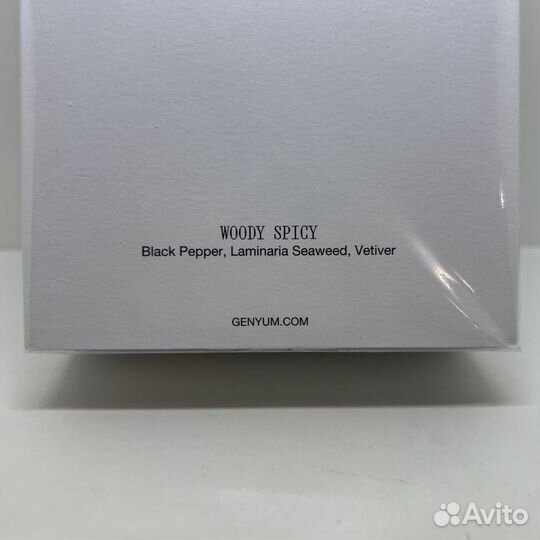 WOODY SPICY
Black Pepper, Laminaria Seaweed, Vetiver
GENYUM.COM
Avito